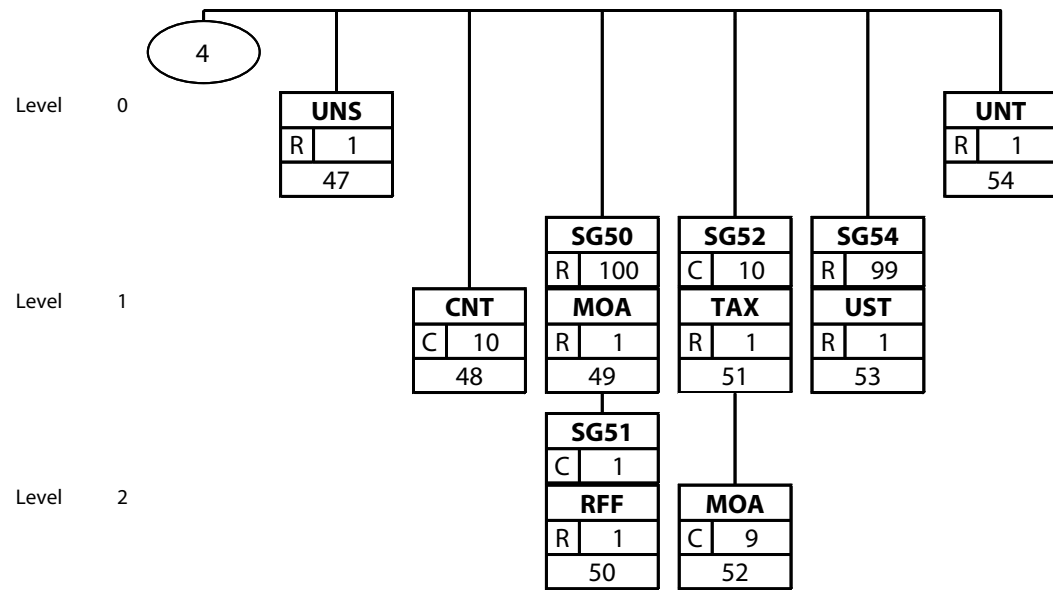 4
Level 0
UNS
R 1
47
UNT
R 1
54
SG50
R 100
SG52
C 10
SG54
R 99
Level 1
CNT
C 10
48
MOA
R 1
49
TAX
R 1
51
UST
R 1
53
SG51
C 1
Level 2
RFF
R 1
50
MOA
C 9
52